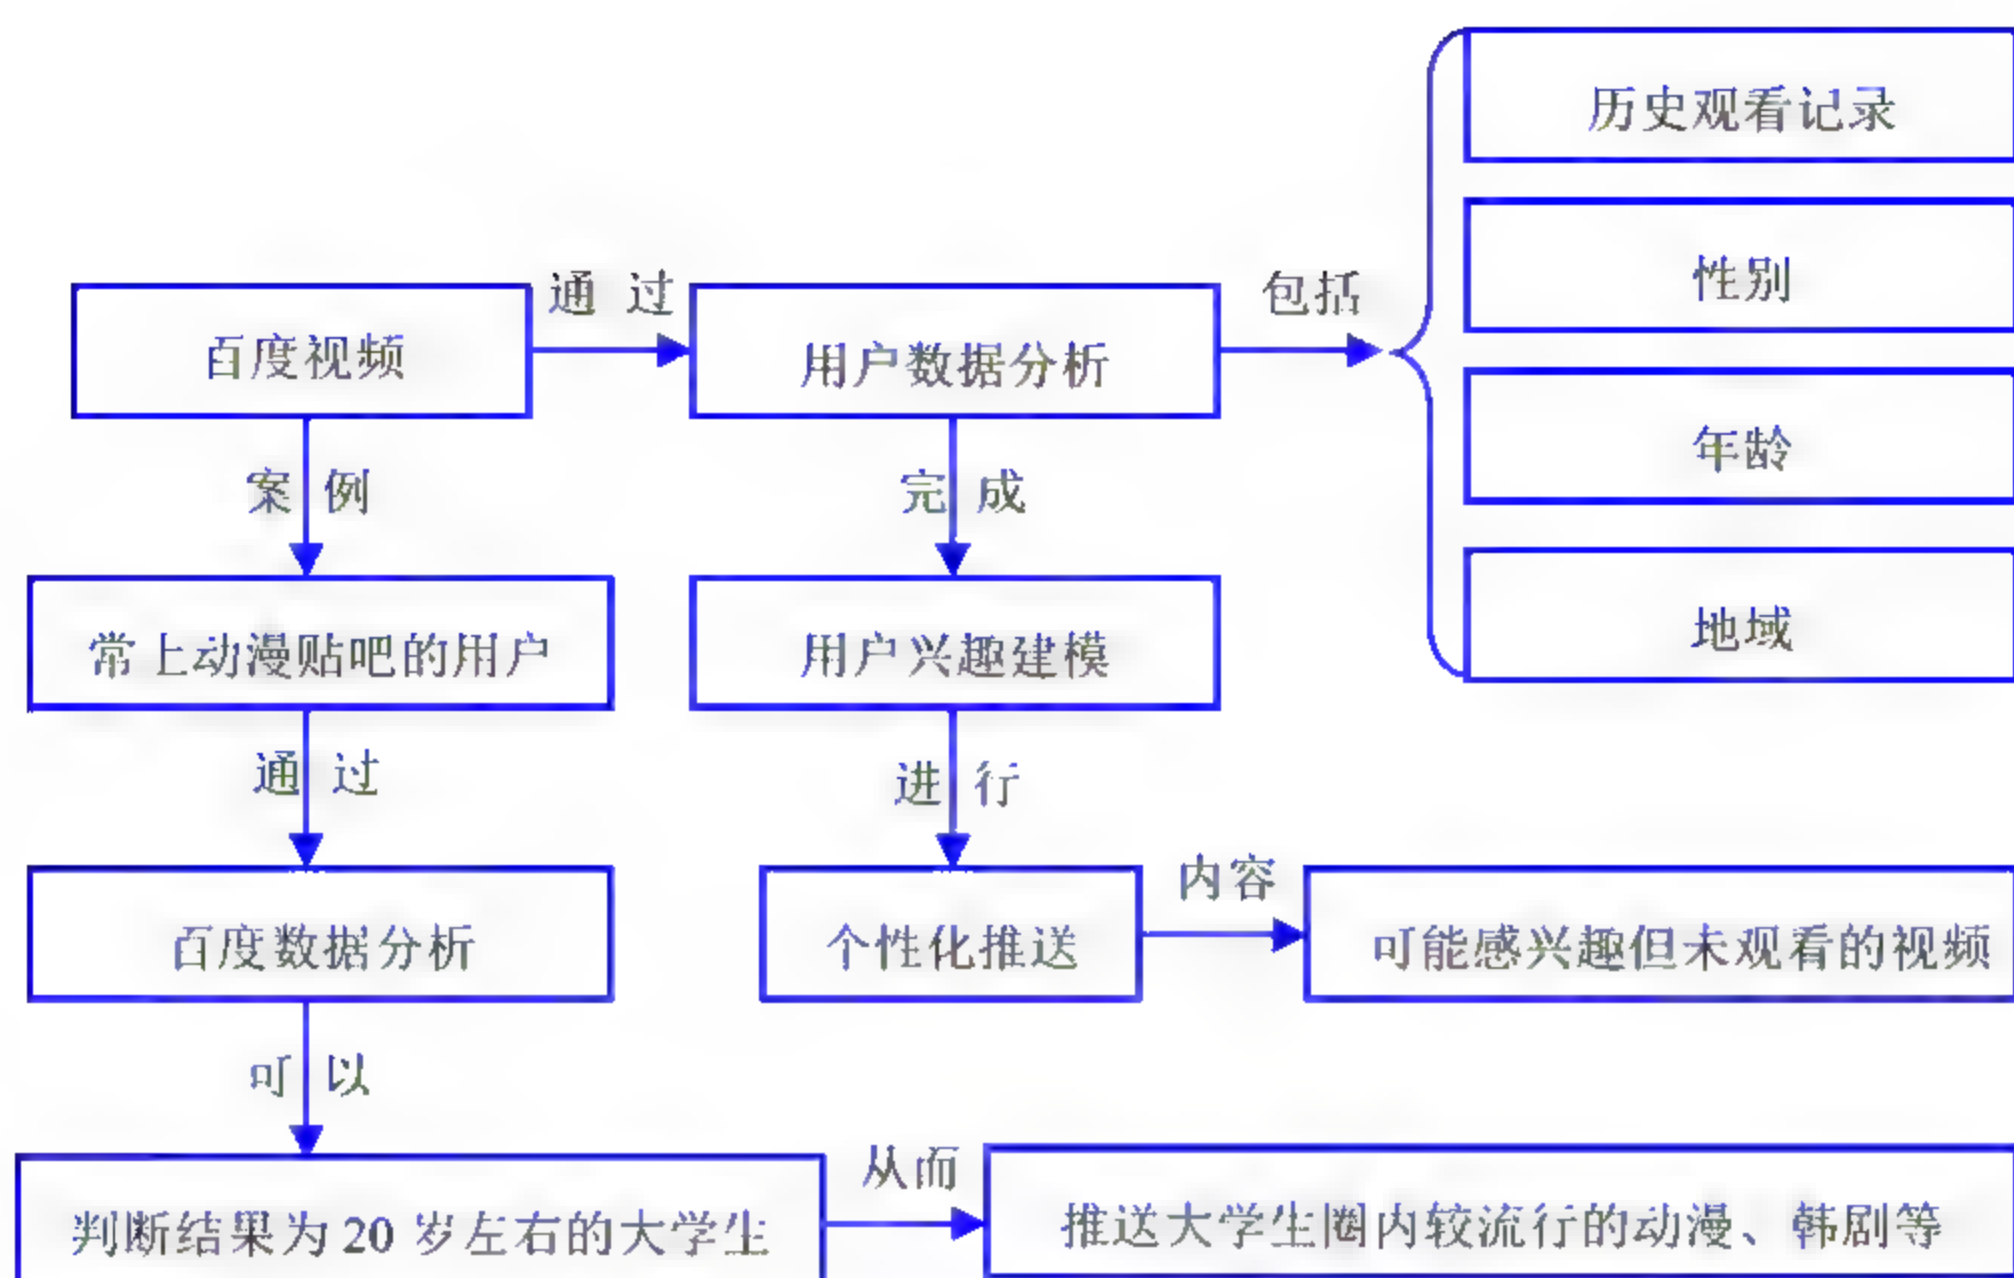 历史观看记录
性别
百度视频
通过
用户数据分析
包括
年龄
案例
完成
地域
常上动漫贴吧的用户
用户兴趣建模
通过
进行
百度数据分析
个性化推送
内容
可能感兴趣但未观看的视频
可以
判断结果为20岁左右的大学生
从而
推送大学生圈内较流行的动漫、韩剧等